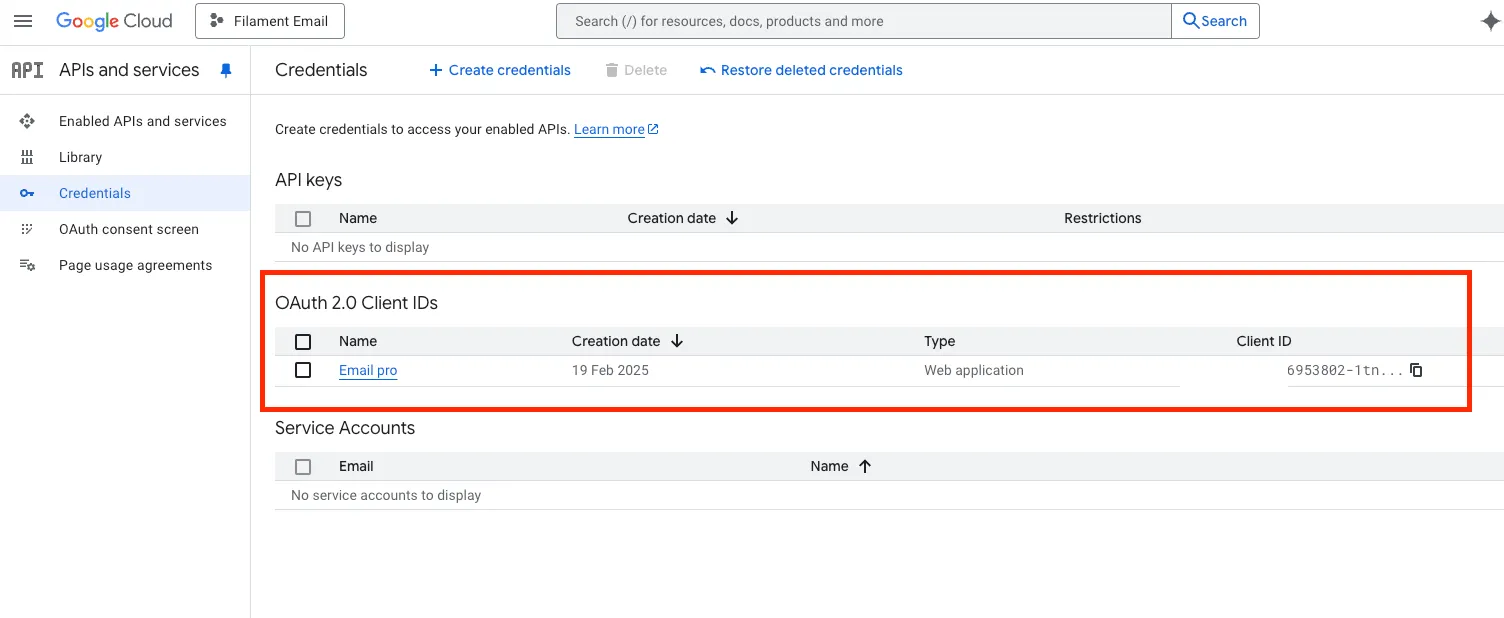 Google Cloud Filament Email Search (/) for resources, docs, products and more Search
API APIs and services Credentials Create credentials Delete Restore deleted credentials
Enabled APIs and services
Library
Credentials
OAuth consent screen
Page usage agreements
Create credentials to access your enabled APIs. Learn more
API keys
Name Creation date Restrictions
No API keys to display
OAuth 2.0 Client IDs
Name Creation date Type Client ID
Email pro 19 Feb 2025 Web application 6953802-1tn...
Service Accounts
Email Name
No service accounts to display